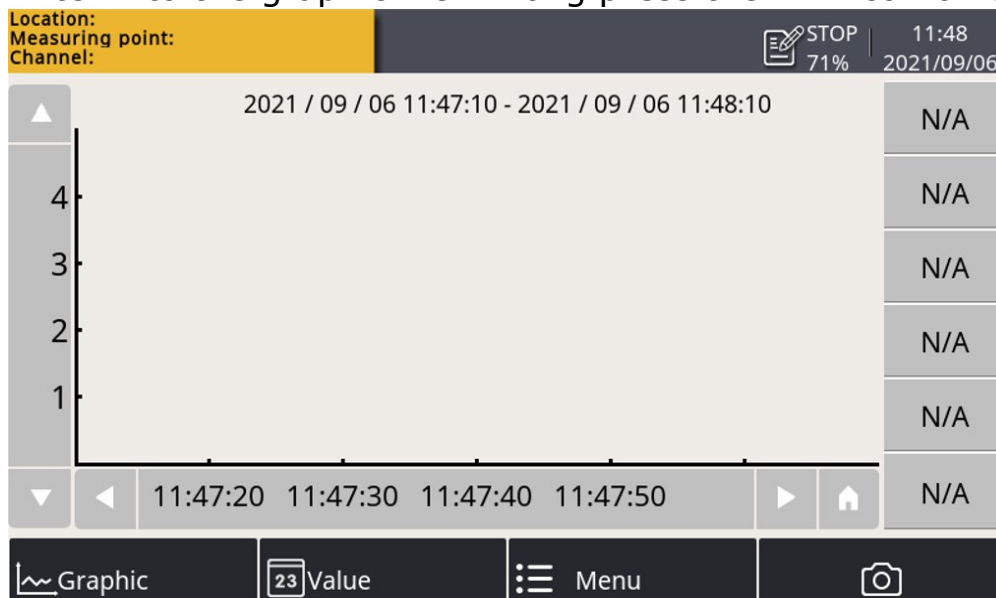 Location:
Measuring point:
Channel:
STOP
71%
11:48
2021/09/06
2021 / 09 / 06 11:47:10 - 2021 / 09 / 06 11:48:10
N/A
N/A
N/A
N/A
N/A
N/A
4
3
2
1
11:47:20 11:47:30 11:47:40 11:47:50
Graphic
23 Value
Menu